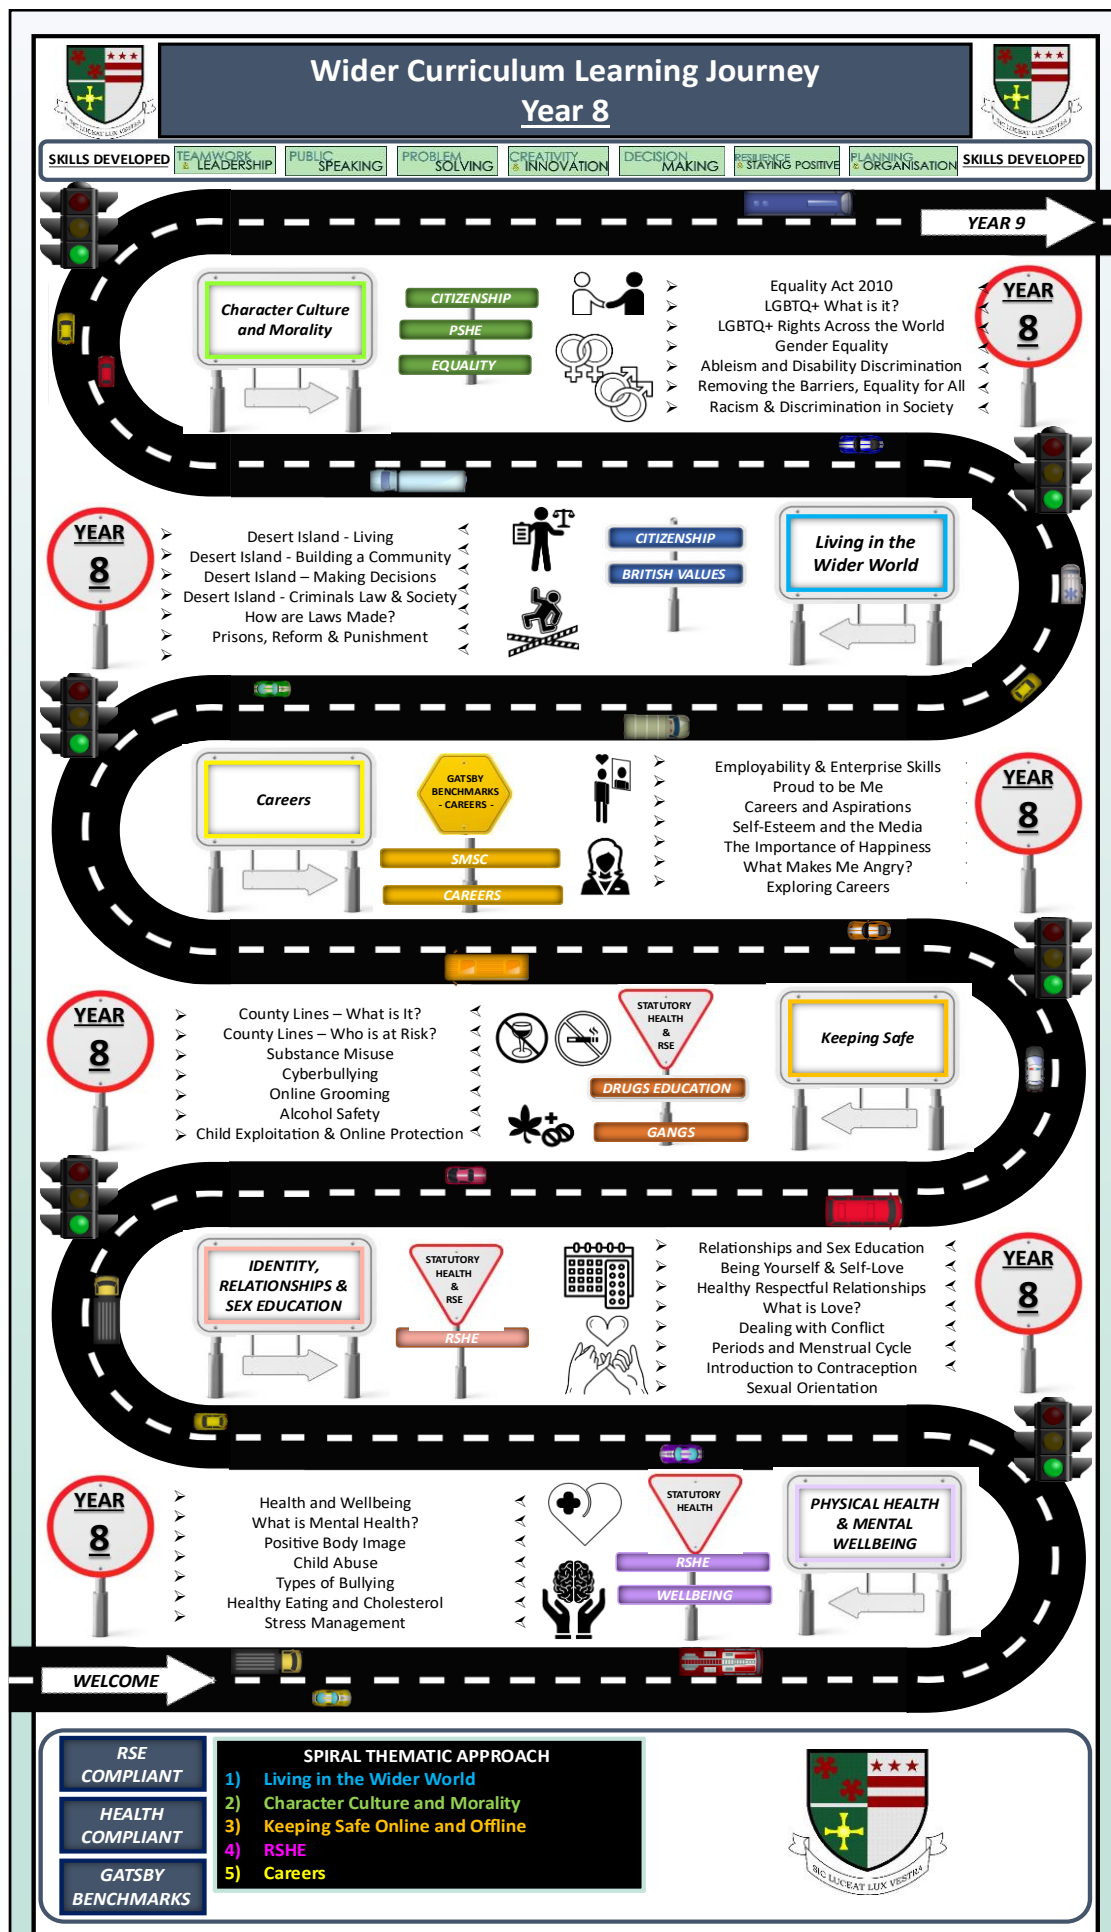 Wider Curriculum Learning Journey
Year 8
SIC LUCEAT LUX VESTRA
SIC LUCEAT LUX VESTRA
SKILLS DEVELOPED
TEAMWORK
& LEADERSHIP
PUBLIC
SPEAKING
PROBLEM
SOLVING
CREATIVITY
& INNOVATION
DECISION
MAKING
RESILIENCE
& STAYING POSITIVE
PLANNING
& ORGANISATION
SKILLS DEVELOPED
YEAR 9
Character Culture
and Morality
CITIZENSHIP
PSHE
EQUALITY
Equality Act 2010
LGBTQ+ What is it?
LGBTQ+ Rights Across the World
Gender Equality
Ableism and Disability Discrimination
Removing the Barriers, Equality for All
Racism & Discrimination in Society
YEAR
8
YEAR
8
Desert Island - Living
Desert Island - Building a Community
Desert Island – Making Decisions
Desert Island - Criminals Law & Society
How are Laws Made?
Prisons, Reform & Punishment
CITIZENSHIP
BRITISH VALUES
Living in the
Wider World
Careers
GATSBY
BENCHMARKS
- CAREERS -
SMSC
CAREERS
Employability & Enterprise Skills
Proud to be Me
Careers and Aspirations
Self-Esteem and the Media
The Importance of Happiness
What Makes Me Angry?
Exploring Careers
YEAR
8
YEAR
8
County Lines – What is It?
County Lines – Who is at Risk?
Substance Misuse
Cyberbullying
Online Grooming
Alcohol Safety
Child Exploitation & Online Protection
STATUTORY
HEALTH
&
RSE
DRUGS EDUCATION
GANGS
Keeping Safe
IDENTITY,
RELATIONSHIPS &
SEX EDUCATION
STATUTORY
HEALTH
&
RSE
RSHE
Relationships and Sex Education
Being Yourself & Self-Love
Healthy Respectful Relationships
What is Love?
Dealing with Conflict
Periods and Menstrual Cycle
Introduction to Contraception
Sexual Orientation
YEAR
8
YEAR
8
Health and Wellbeing
What is Mental Health?
Positive Body Image
Child Abuse
Types of Bullying
Healthy Eating and Cholesterol
Stress Management
STATUTORY
HEALTH
RSHE
WELLBEING
PHYSICAL HEALTH
& MENTAL
WELLBEING
WELCOME
RSE
COMPLIANT
HEALTH
COMPLIANT
GATSBY
BENCHMARKS
SPIRAL THEMATIC APPROACH
1) Living in the Wider World
2) Character Culture and Morality
3) Keeping Safe Online and Offline
4) RSHE
5) Careers
SIC LUCEAT LUX VESTRA